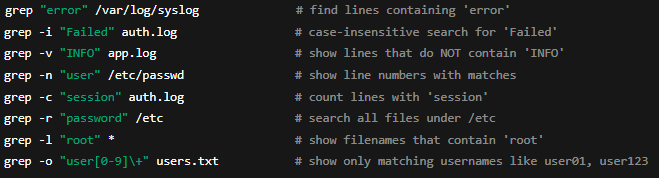 grep "error" /var/log/syslog # find lines containing 'error'
grep -i "Failed" auth.log # case-insensitive search for 'Failed'
grep -v "INFO" app.log # show lines that do NOT contain 'INFO'
grep -n "user" /etc/passwd # show line numbers with matches
grep -c "session" auth.log # count lines with 'session'
grep -r "password" /etc # search all files under /etc
grep -l "root" * # show filenames that contain 'root'
grep -o "user[0-9]\+" users.txt # show only matching usernames like user01, user123